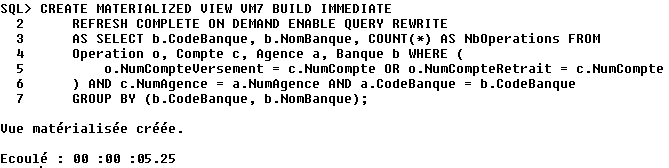 SQL> CREATE MATERIALIZED VIEW VM7 BUILD IMMEDIATE
2 REFRESH COMPLETE ON DEMAND ENABLE QUERY REWRITE
3 AS SELECT b.CodeBanque, b.NomBanque, COUNT(*) AS NbOperations FROM
4 Operation o, Compte c, Agence a, Banque b WHERE (
5 o.NumCompteVersement = c.NumCompte OR o.NumCompteRetrait = c.NumCompte
6 ) AND c.NumAgence = a.NumAgence AND a.CodeBanque = b.CodeBanque
7 GROUP BY (b.CodeBanque, b.NomBanque);
Vue matérialisée créée.
Ecoulé : 00 :00 :05.25